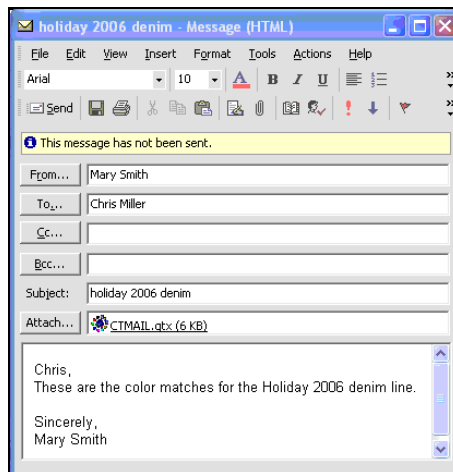 holiday 2006 denim - Message (HTML)
File Edit View Insert Format Tools Actions Help
Arial 10 A B I U
Send
This message has not been sent.
From... Mary Smith
To... Chris Miller
Cc...
Bcc...
Subject: holiday 2006 denim
Attach... CTMAIL.qtx (6 KB)
Chris,
These are the color matches for the Holiday 2006 denim line.
Sincerely,
Mary Smith